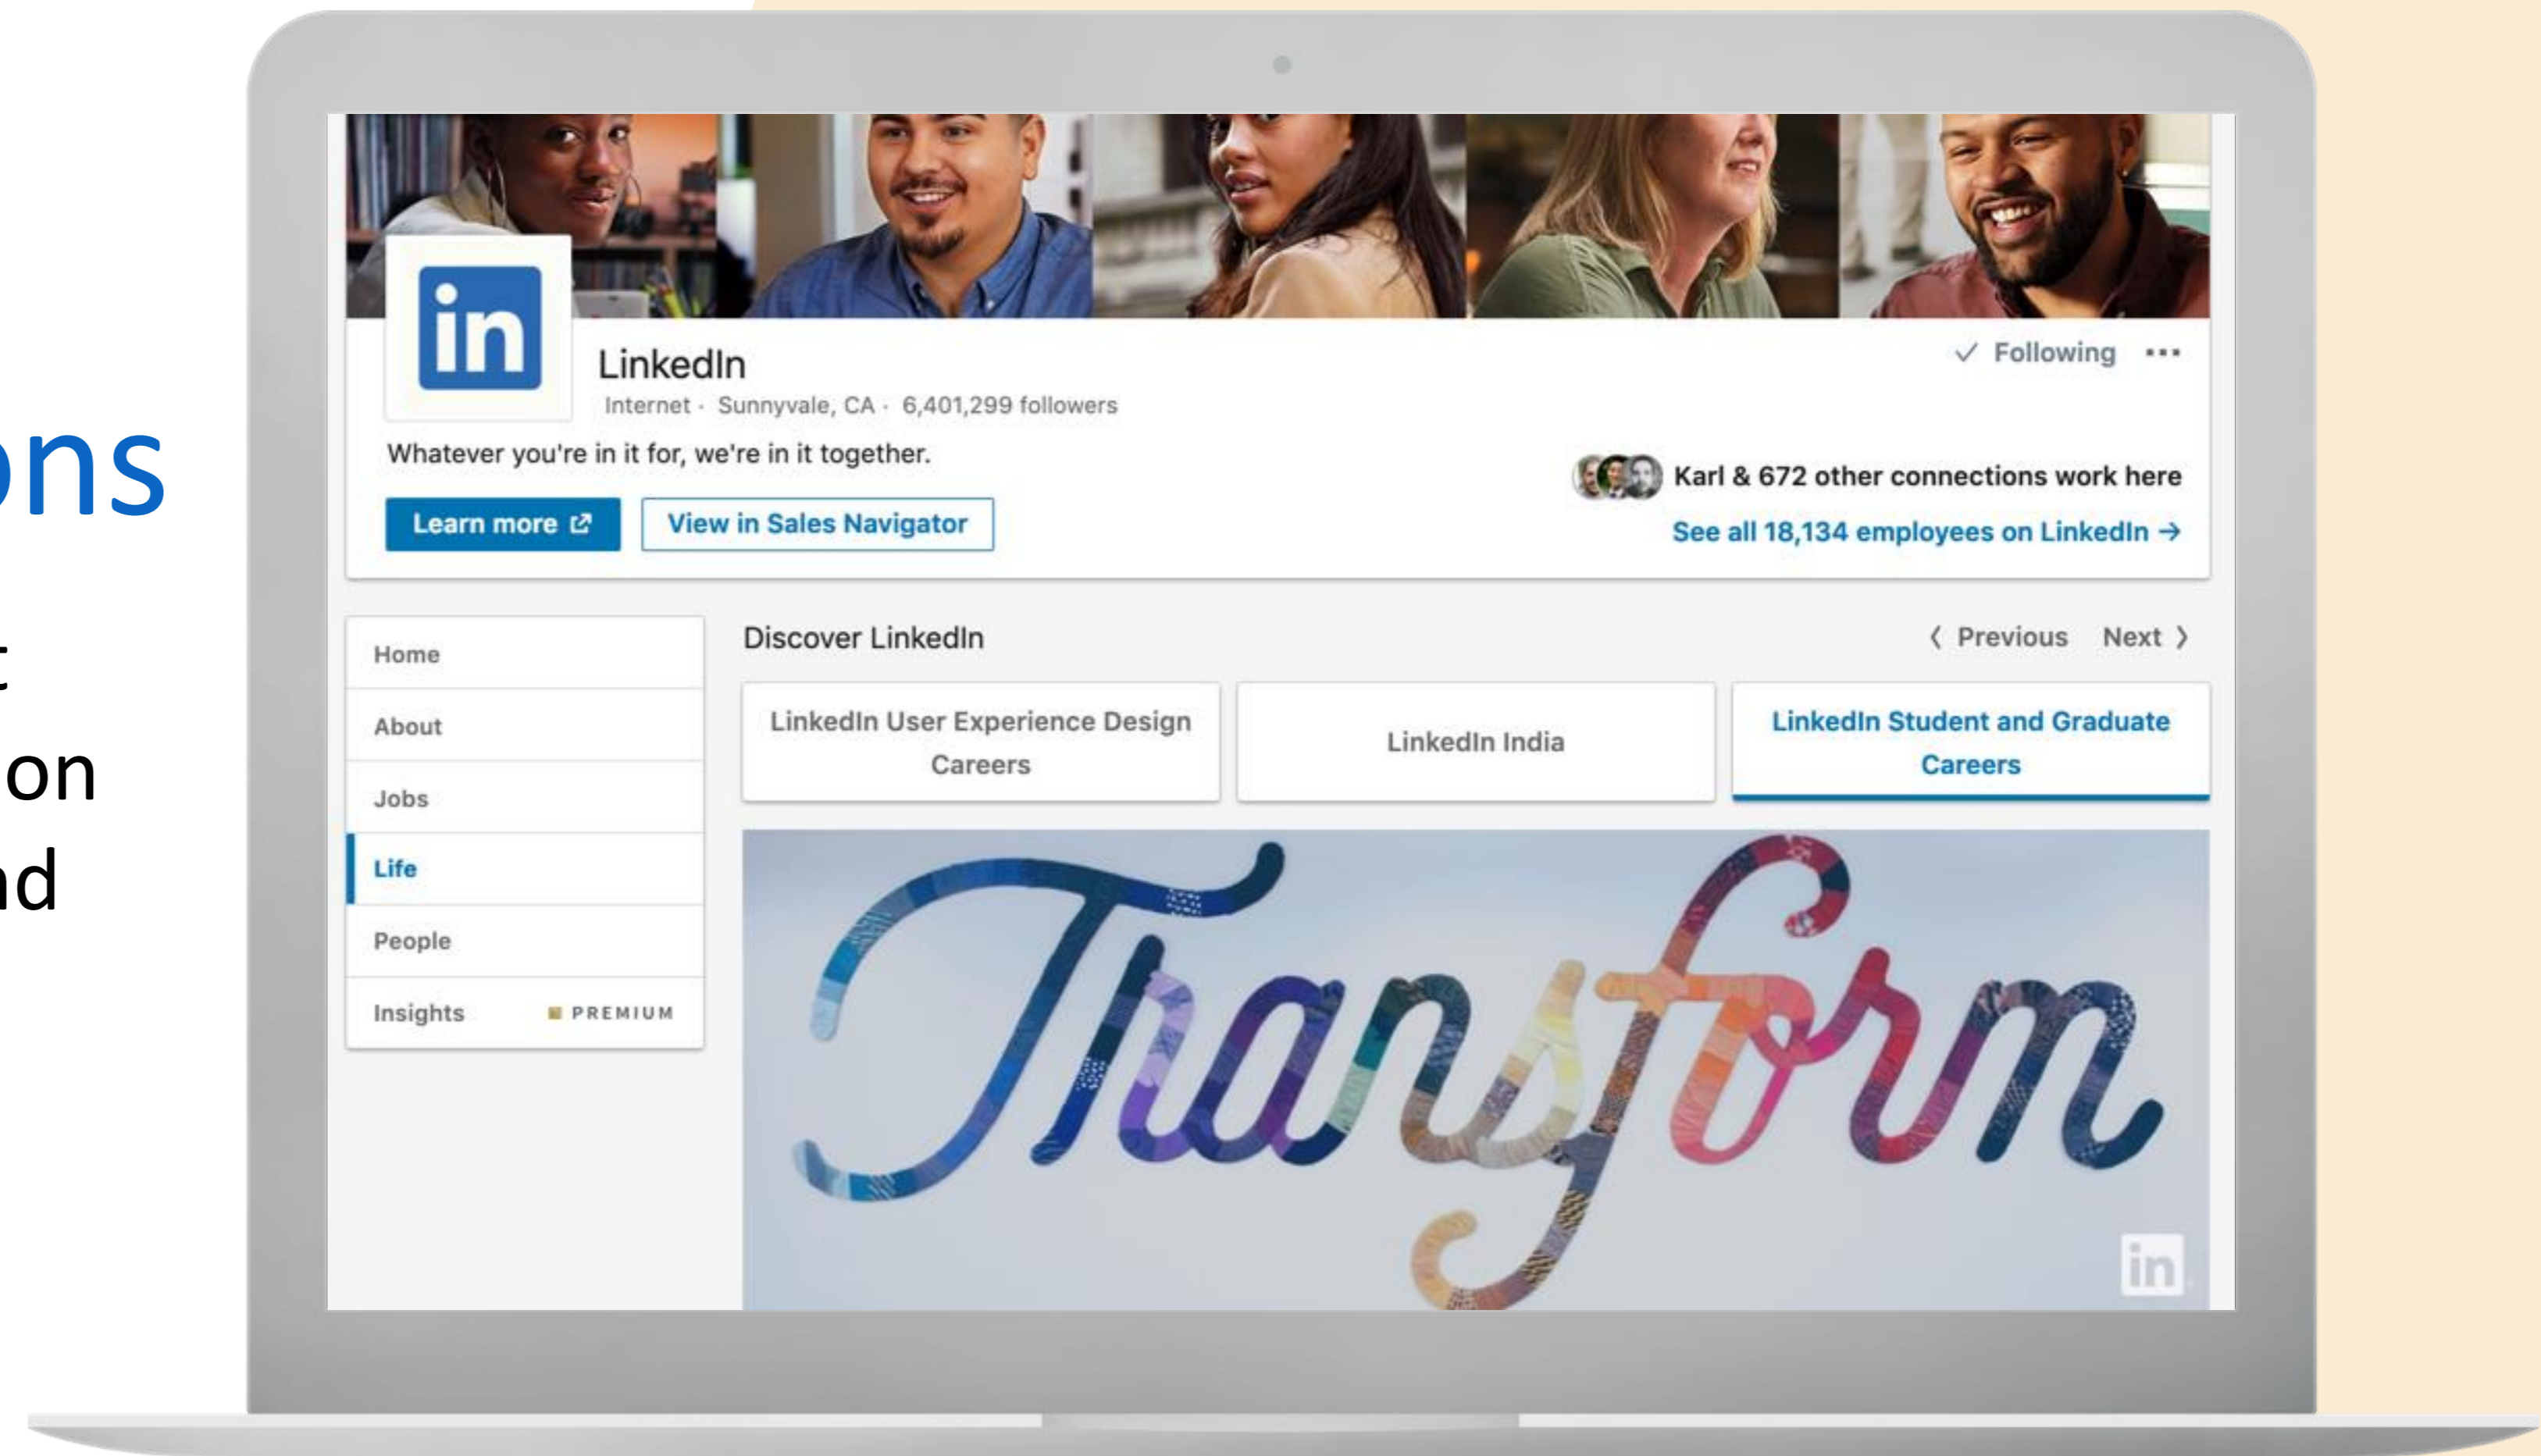 ons
t
on
nd
in
LinkedIn
Internet · Sunnyvale, CA · 6,401,299 followers
✓ Following ···
Whatever you're in it for, we're in it together.
Karl & 672 other connections work here
Learn more
View in Sales Navigator
See all 18,134 employees on LinkedIn →
Home
About
Jobs
Life
People
Insights PREMIUM
Discover LinkedIn
‹ Previous Next ›
LinkedIn User Experience Design
Careers
LinkedIn India
LinkedIn Student and Graduate
Careers
Transform
in